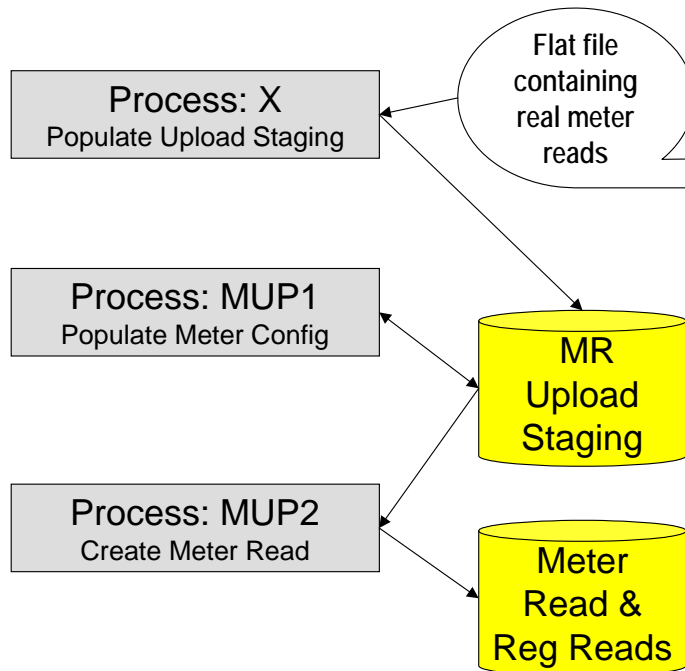 Flat file
containing
real meter
reads
Process: X
Populate Upload Staging
Process: MUP1
Populate Meter Config
MR
Upload
Staging
Process: MUP2
Create Meter Read
Meter
Read &
Reg Reads